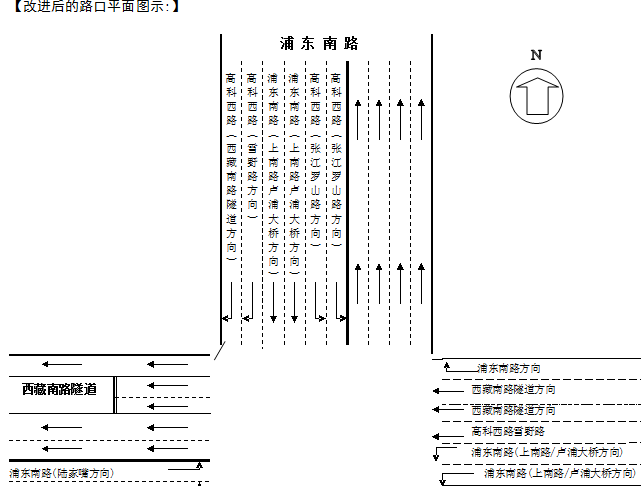 【改进后的路口平面图示:】
浦东南路
N
高科西路(西藏南路隧道方向)
高科西路(雪野路方向)
浦东南路(上南路卢浦大桥方向)
浦东南路(上南路卢浦大桥方向)
高科西路(张江罗山路方向)
高科西路(张江罗山路方向)
西藏南路隧道
浦东南路(陆家嘴方向)
浦东南路方向
西藏南路隧道方向
西藏南路隧道方向
高科西路雪野路
浦东南路(上南路/卢浦大桥方向)
浦东南路(上南路/卢浦大桥方向)